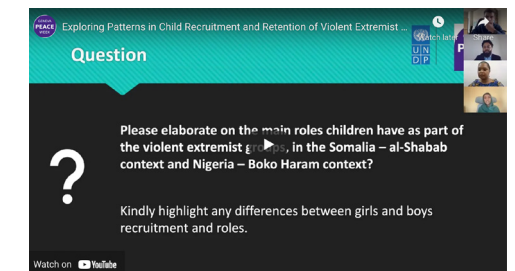 GENEVA
PEACE
WEEK
Exploring Patterns in Child Recruitment and Retention of Violent Extremist ...
Watch later
Share
Question
U N
D P
P
Please elaborate on the main roles children have as part of
the violent extremist groups, in the Somalia – al-Shabab
context and Nigeria – Boko Haram context?
?
Kindly highlight any differences between girls and boys
recruitment and roles.
Watch on YouTube